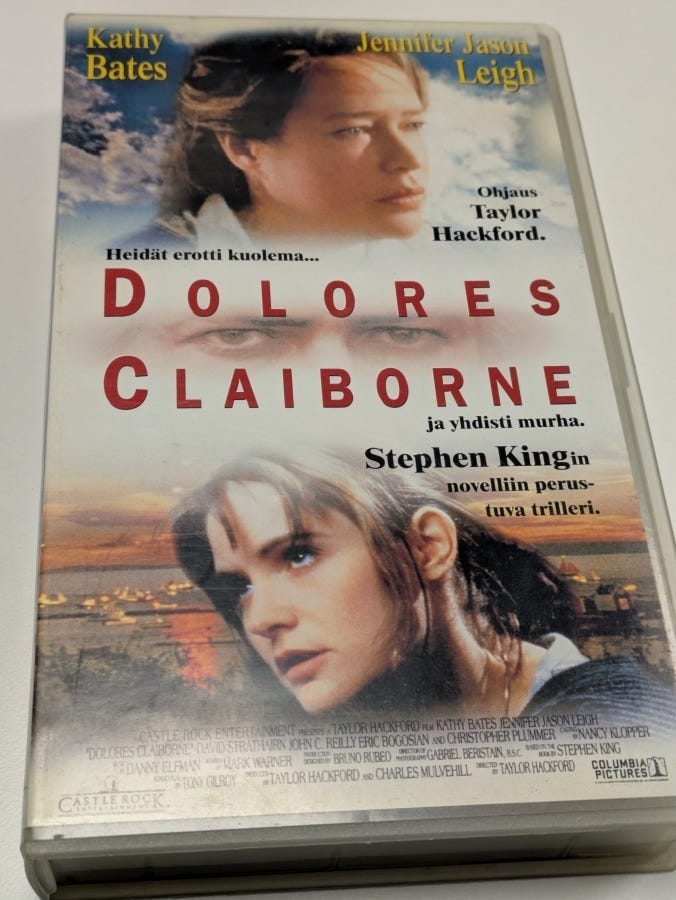 Kathy Bates
Jennifer Jason Leigh
Ohjaus
Taylor
Hackford.
Heidät erotti kuolema...
DOLORES
CLAIBORNE
ja yhdisti murha.
Stephen Kingin
novelliin perus-
tuva trilleri.
CASTLE ROCK ENTERTAINMENT PRESENTS A TAYLOR HACKFORD FILM KATHY BATES JENNIFER JASON LEIGH
"DOLORES CLAIBORNE" DAVID STRATHAIRN JOHN C. REILLY ERIC BOGOSIAN AND CHRISTOPHER PLUMMER CASTING BY NANCY KLOPPER
MUSIC BY DANNY ELFMAN EDITED BY MARK WARNER PRODUCTION DESIGNED BY BRUNO RUBEO DIRECTOR OF PHOTOGRAPHY GABRIEL BERISTAIN, B.S.C. BASED ON THE BOOK BY STEPHEN KING
SCREENPLAY BY TONY GILROY PRODUCED BY TAYLOR HACKFORD AND CHARLES MULVEHILL DIRECTED BY TAYLOR HACKFORD
CASTLE ROCK
ENTERTAINMENT
COLUMBIA
PICTURES